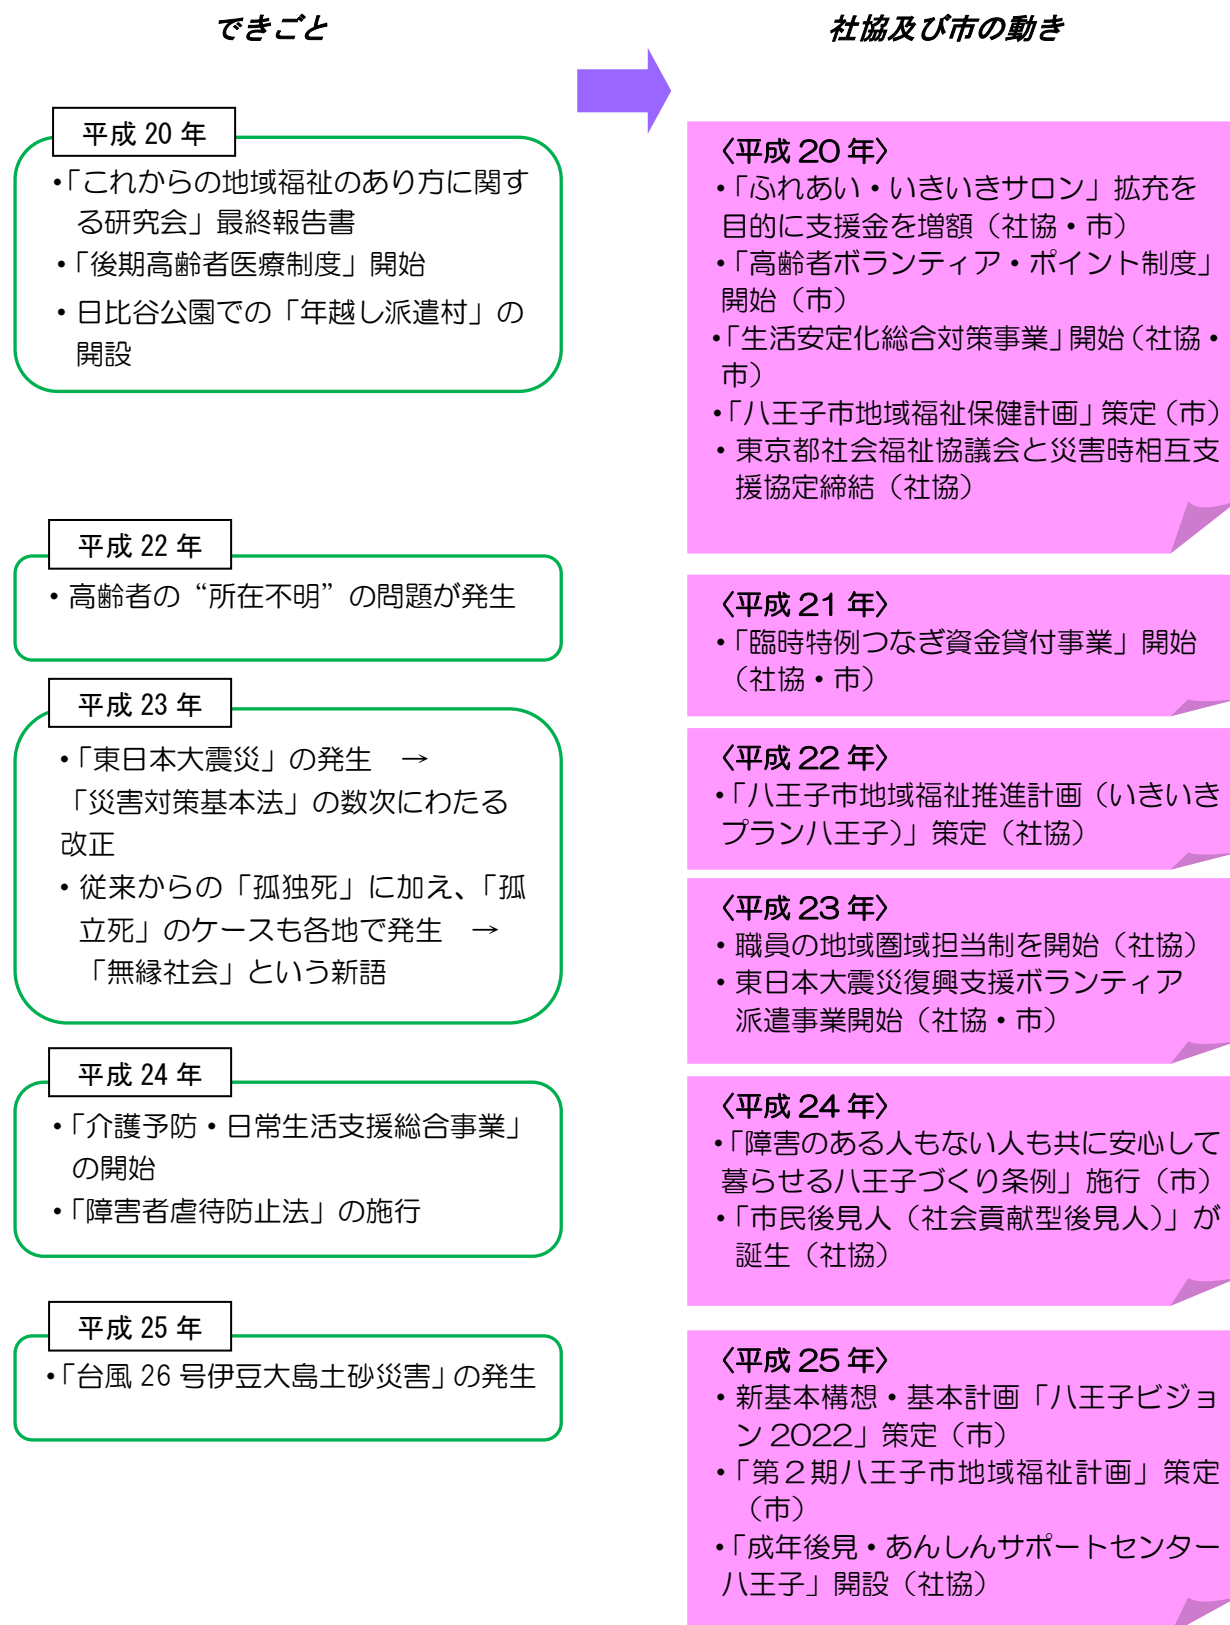 できごと
平成 20 年
・「これからの地域福祉のあり方に関す
る研究会」最終報告書
・「後期高齢者医療制度」開始
・日比谷公園での「年越し派遣村」の
開設
平成 22 年
・高齢者の“所在不明”の問題が発生
平成 23 年
・「東日本大震災」の発生　→
「災害対策基本法」の数次にわたる
改正
・従来からの「孤独死」に加え、「孤
立死」のケースも各地で発生　→
「無縁社会」という新語
平成 24 年
・「介護予防・日常生活支援総合事業」
の開始
・「障害者虐待防止法」の施行
平成 25 年
・「台風 26 号伊豆大島土砂災害」の発生
社協及び市の動き
〈平成 20 年〉
・「ふれあい・いきいきサロン」拡充を
目的に支援金を増額（社協・市）
・「高齢者ボランティア・ポイント制度」
開始（市）
・「生活安定化総合対策事業」開始（社協・
市）
・「八王子市地域福祉保健計画」策定（市）
・東京都社会福祉協議会と災害時相互支
援協定締結（社協）
〈平成 21 年〉
・「臨時特例つなぎ資金貸付事業」開始
（社協・市）
〈平成 22 年〉
・「八王子市地域福祉推進計画（いきいき
プラン八王子）」策定（社協）
〈平成 23 年〉
・職員の地域圏域担当制を開始（社協）
・東日本大震災復興支援ボランティア
派遣事業開始（社協・市）
〈平成 24 年〉
・「障害のある人もない人も共に安心して
暮らせる八王子づくり条例」施行（市）
・「市民後見人（社会貢献型後見人）」が
誕生（社協）
〈平成 25 年〉
・新基本構想・基本計画「八王子ビジョ
ン 2022」策定（市）
・「第２期八王子市地域福祉計画」策定
（市）
・「成年後見・あんしんサポートセンター
八王子」開設（社協）